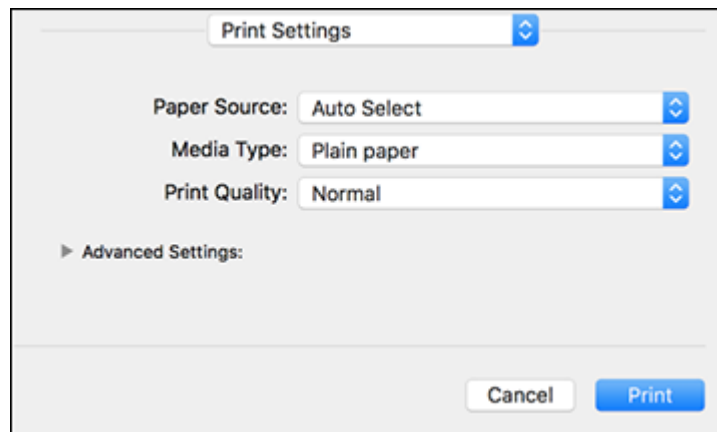 Print Settings
Paper Source: Auto Select
Media Type: Plain paper
Print Quality: Normal
Advanced Settings:
Cancel Print